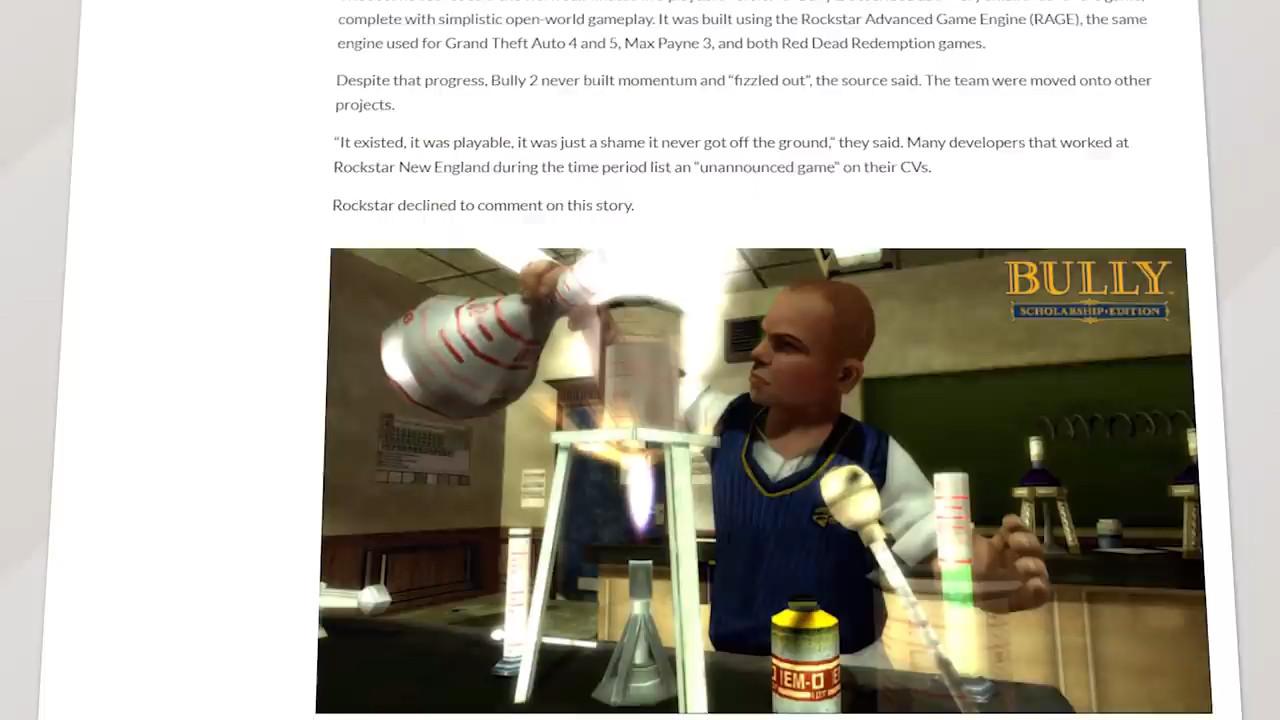 complete with simplistic open-world gameplay. It was built using the Rockstar Advanced Game Engine (RAGE), the same
engine used for Grand Theft Auto 4 and 5, Max Payne 3, and both Red Dead Redemption games.
Despite that progress, Bully 2 never built momentum and “fizzled out”, the source said. The team were moved onto other
projects.
“It existed, it was playable, it was just a shame it never got off the ground,” they said. Many developers that worked at
Rockstar New England during the time period list an “unannounced game” on their CVs.
Rockstar declined to comment on this story.
BULLY
SCHOLARSHIP EDITION